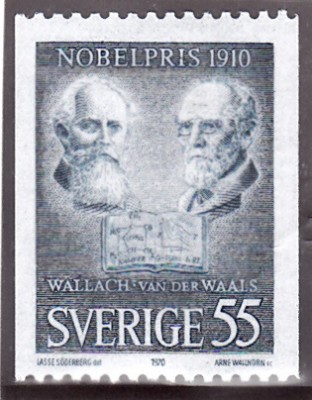 NOBELPRIS 1910
WALLACH · VAN DER WAALS
SVERIGE 55
LASSE SÖDERBERG del 1970 ARNE WALLHORN sc